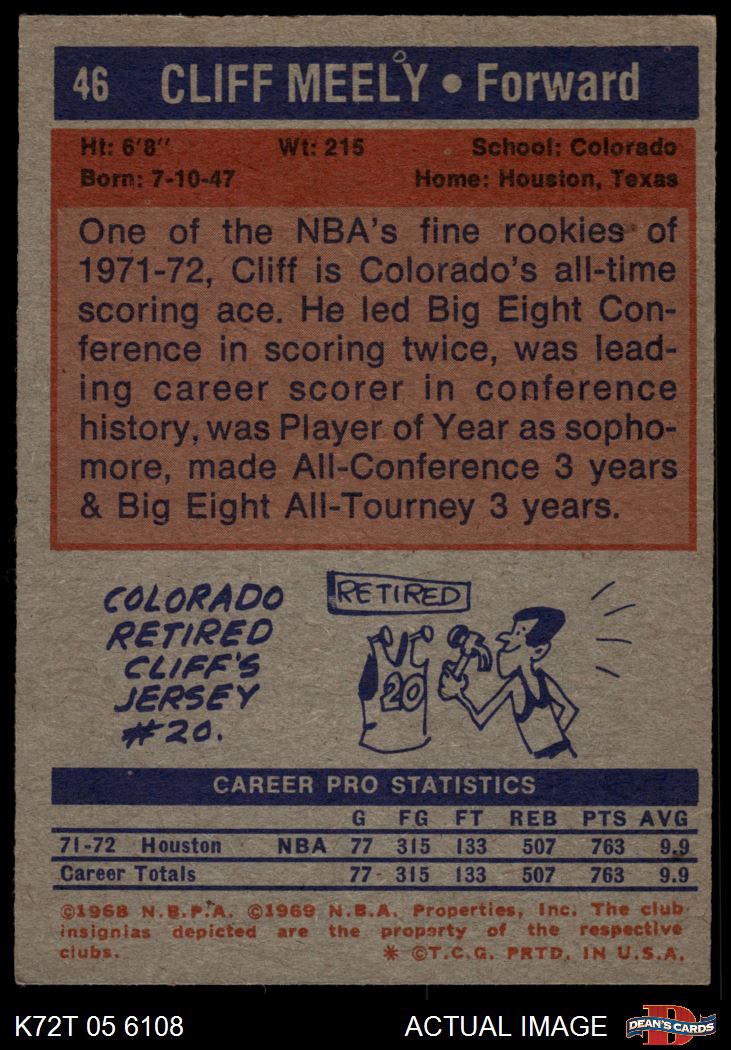 46 CLIFF MEELY • Forward
Ht: 6'8" Wt: 215 School: Colorado
Born: 7-10-47 Home: Houston, Texas
One of the NBA's fine rookies of
1971-72, Cliff is Colorado's all-time
scoring ace. He led Big Eight Con-
ference in scoring twice, was lead-
ing career scorer in conference
history, was Player of Year as sopho-
more, made All-Conference 3 years
& Big Eight All-Tourney 3 years.
COLORADO
RETIRED
CLIFF'S
JERSEY
#20.
RETIRED
20
CAREER PRO STATISTICS
G FG FT REB PTS AVG
71-72 Houston NBA 77 315 133 507 763 9.9
Career Totals 77 315 133 507 763 9.9
©1968 N.B.P.A. ©1969 N.B.A. Properties, Inc. The club
insignias depicted are the property of the respective
clubs. * ©T.C.G. PRTD. IN U.S.A.
K72T 05 6108 ACTUAL IMAGE DEAN'S CARDS